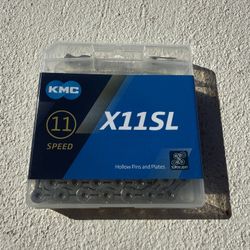 KMC
11
SPEED
X11SL
Hollow Pins and Plates